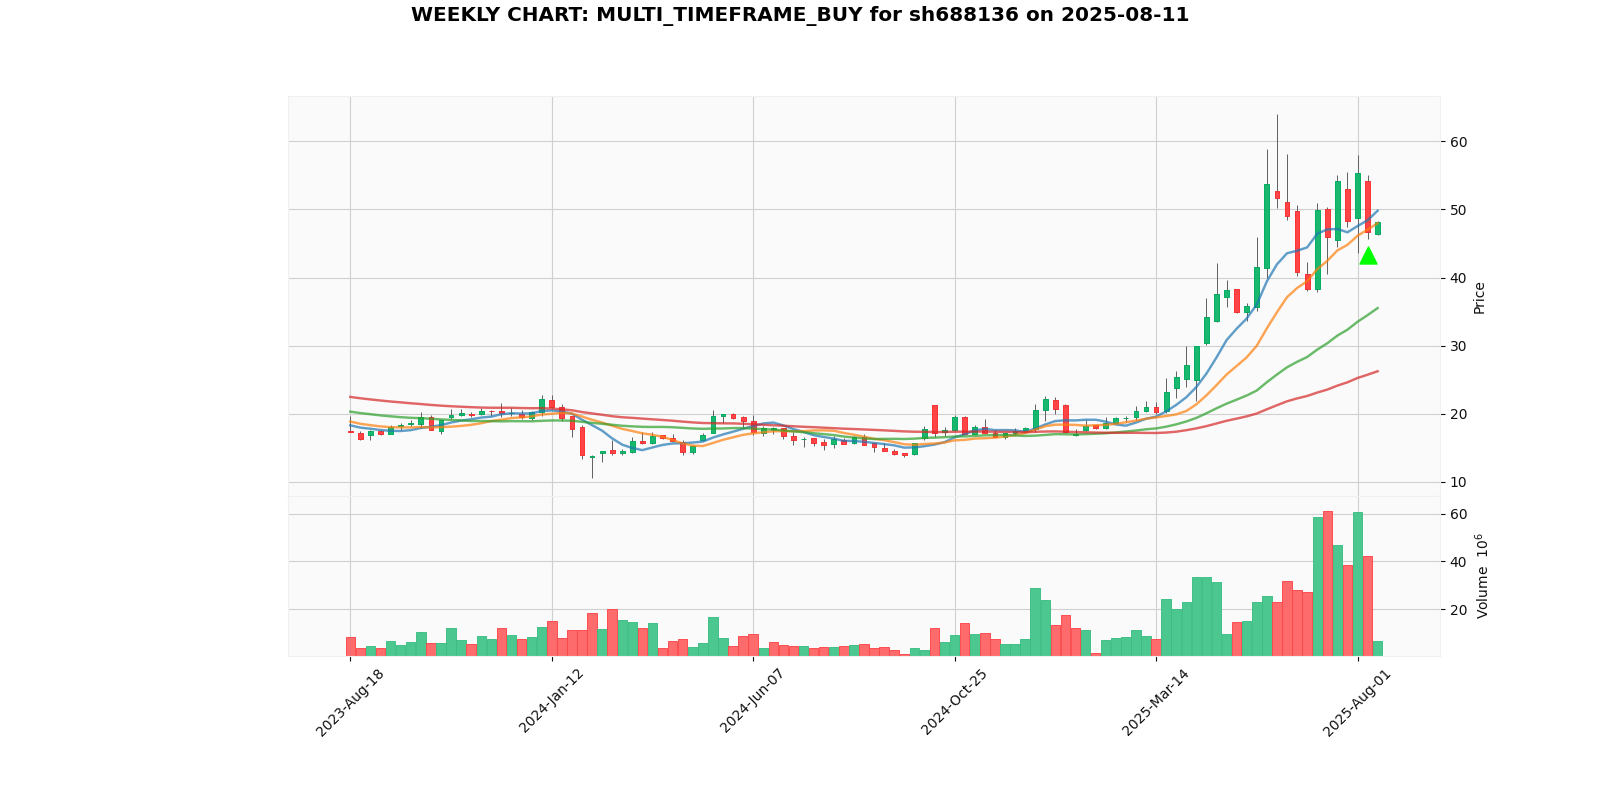 WEEKLY CHART: MULTI_TIMEFRAME_BUY for sh688136 on 2025-08-11
60
50
40
30
20
10
Price
60
40
20
Volume 10⁶
2023-Aug-18
2024-Jan-12
2024-Jun-07
2024-Oct-25
2025-Mar-14
2025-Aug-01